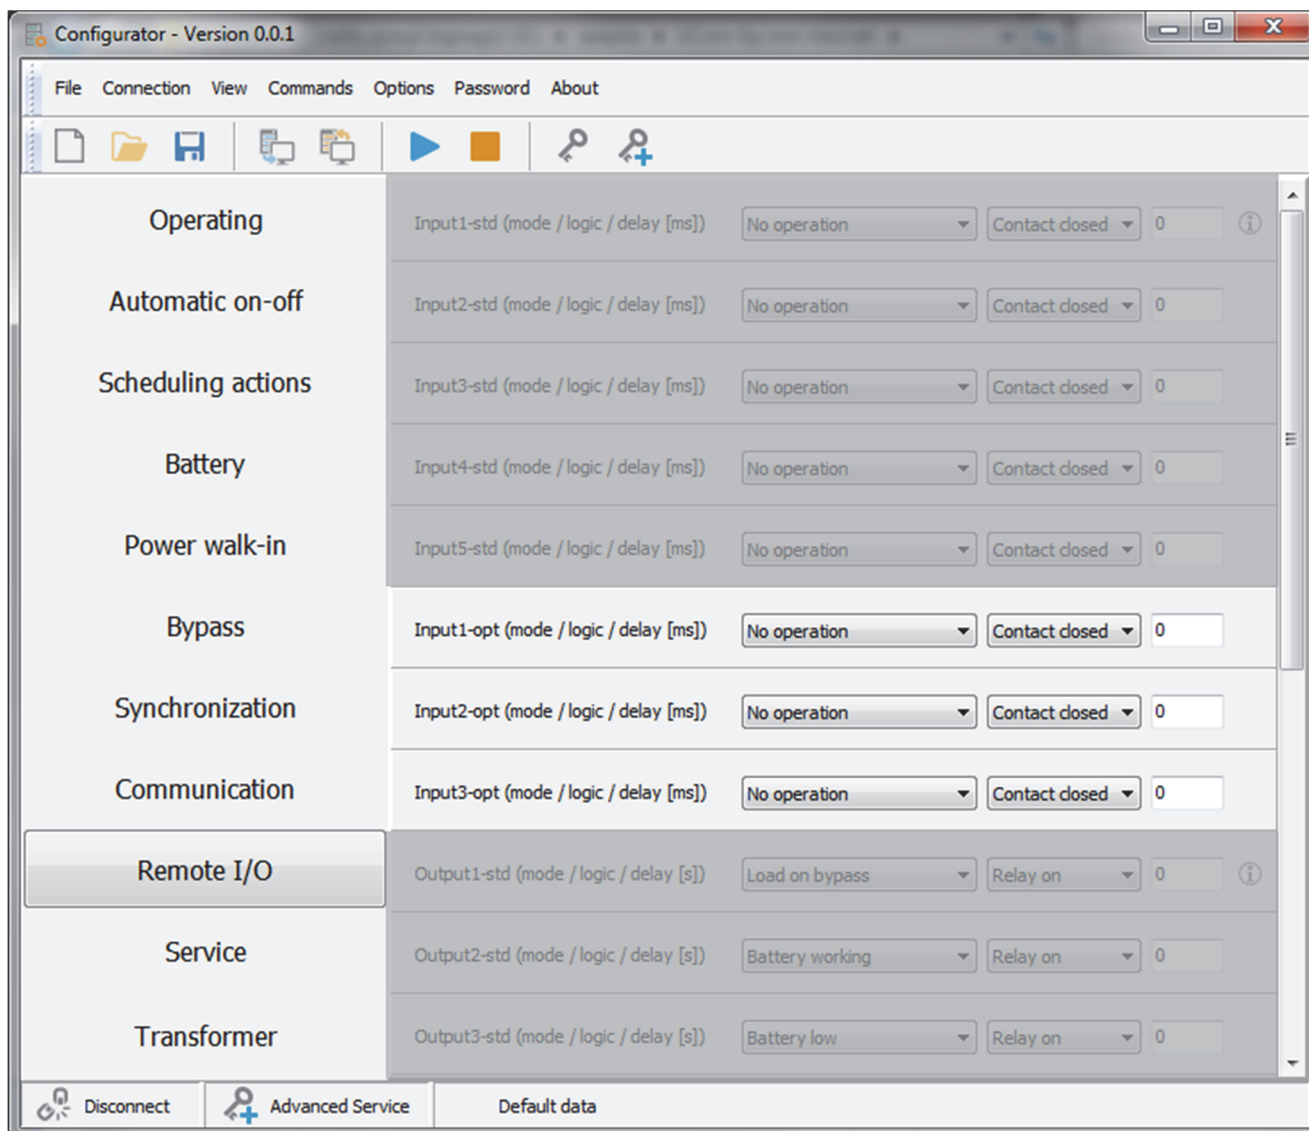 Configurator - Version 0.0.1
File Connection View Commands Options Password About
Operating
Automatic on-off
Scheduling actions
Battery
Power walk-in
Bypass
Synchronization
Communication
Remote I/O
Service
Transformer
Input1-std (mode / logic / delay [ms]) No operation Contact closed 0
Input2-std (mode / logic / delay [ms]) No operation Contact closed 0
Input3-std (mode / logic / delay [ms]) No operation Contact closed 0
Input4-std (mode / logic / delay [ms]) No operation Contact closed 0
Input5-std (mode / logic / delay [ms]) No operation Contact closed 0
Input1-opt (mode / logic / delay [ms]) No operation Contact closed 0
Input2-opt (mode / logic / delay [ms]) No operation Contact closed 0
Input3-opt (mode / logic / delay [ms]) No operation Contact closed 0
Output1-std (mode / logic / delay [s]) Load on bypass Relay on 0
Output2-std (mode / logic / delay [s]) Battery working Relay on 0
Output3-std (mode / logic / delay [s]) Battery low Relay on 0
Disconnect Advanced Service Default data